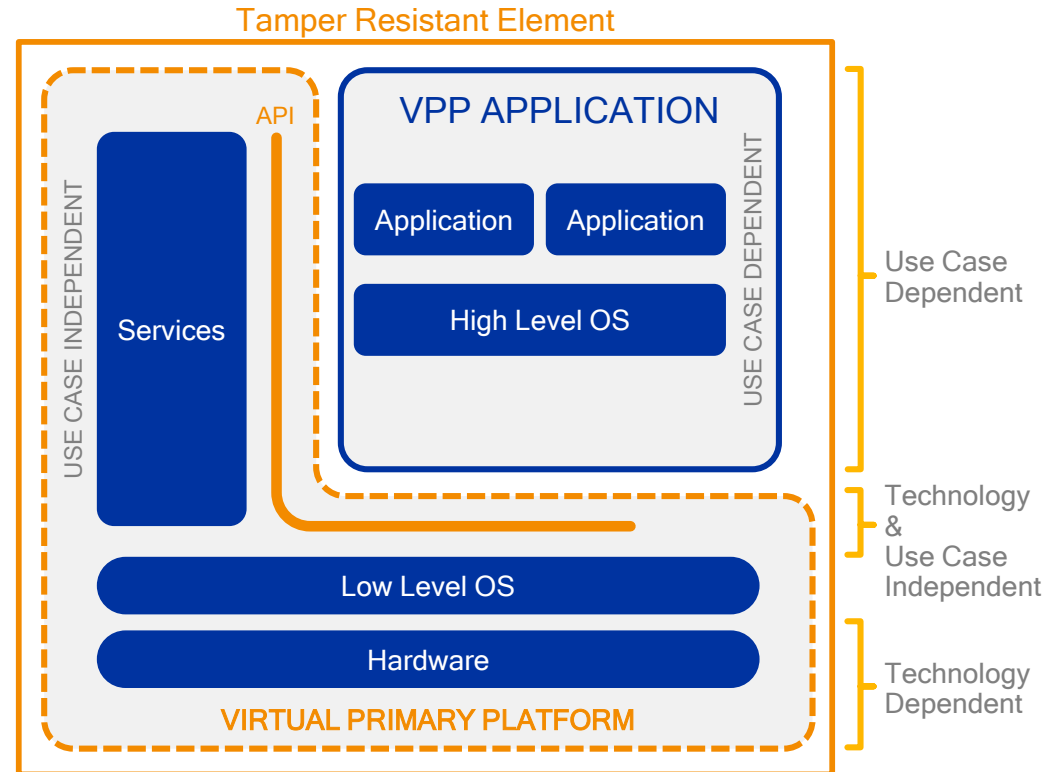 Tamper Resistant Element
API
USE CASE INDEPENDENT
Services
VPP APPLICATION
Application
Application
High Level OS
USE CASE DEPENDENT
Low Level OS
Hardware
VIRTUAL PRIMARY PLATFORM
Use Case
Dependent
Technology
&
Use Case
Independent
Technology
Dependent